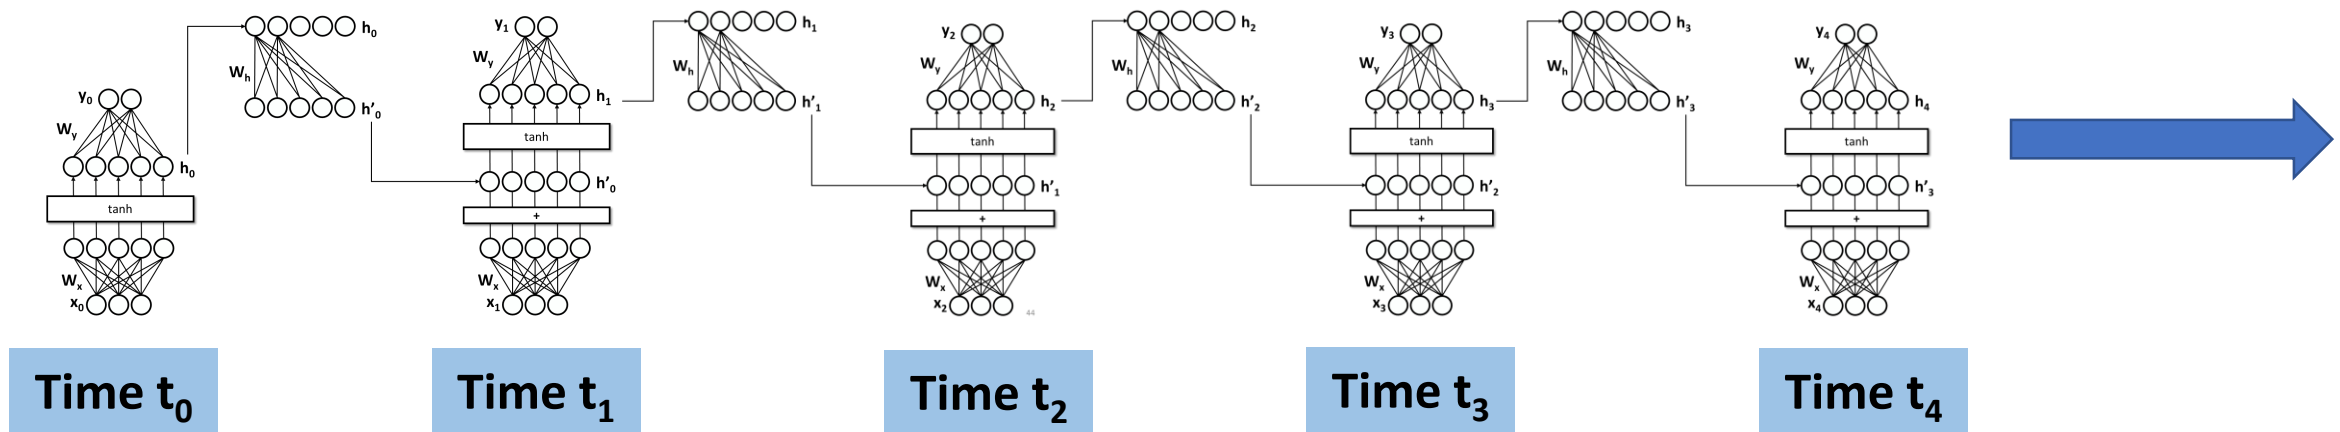 y0
Wy
h0
tanh
Wx
x0
h0
Wh
h'0
y1
Wy
h1
tanh
h'0
+
Wx
x1
h1
Wh
h'1
y2
Wy
h2
tanh
h'1
+
Wx
x2
44
h2
Wh
h'2
y3
Wy
h3
tanh
h'2
+
Wx
x3
h3
Wh
h'3
y4
Wy
h4
tanh
h'3
+
Wx
x4
Time t0
Time t1
Time t2
Time t3
Time t4